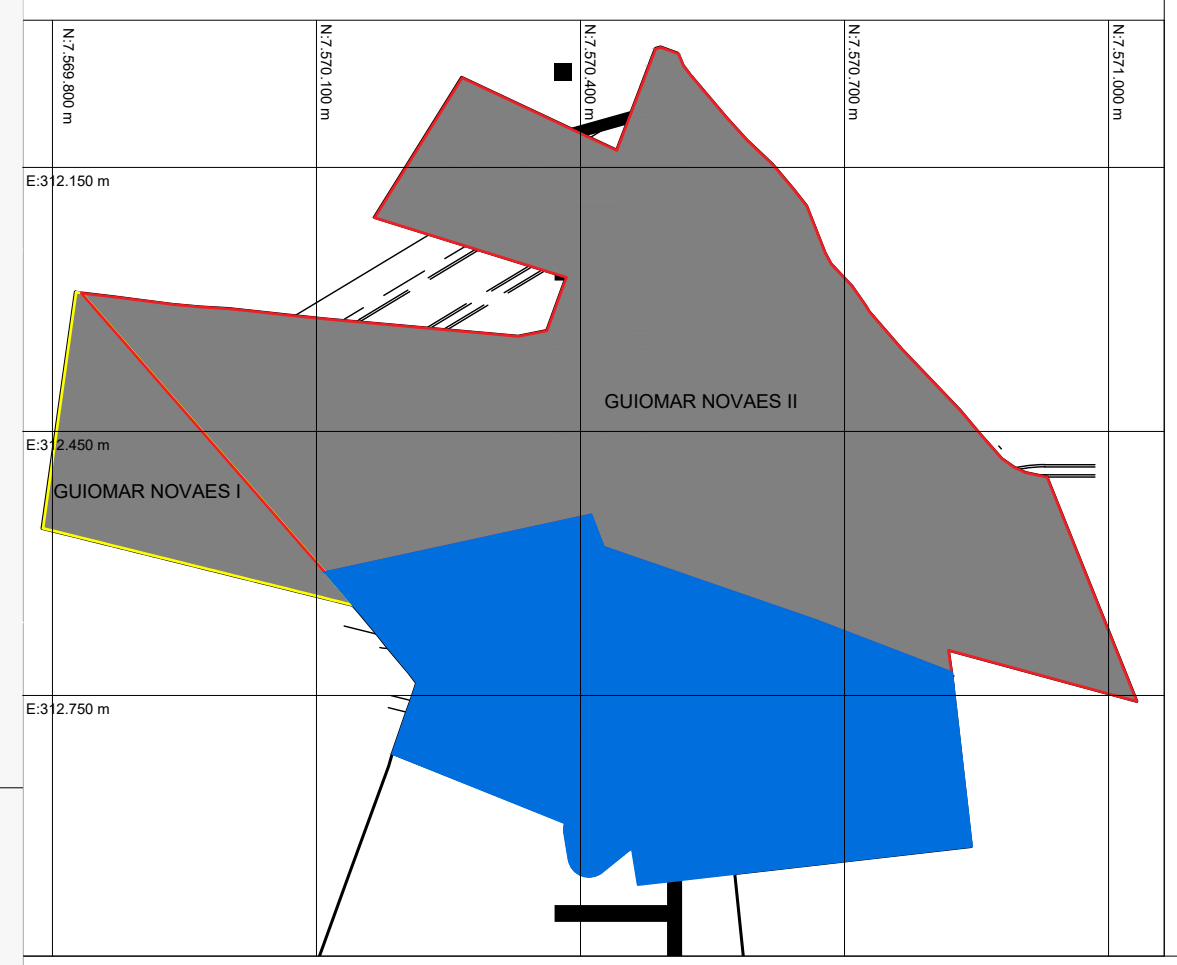 N:7.569.800 m
N:7.570.100 m
N:7.570.400 m
N:7.570.700 m
N:7.571.000 m
E:312.150 m
GUIOMAR NOVAES II
E:312.450 m
GUIOMAR NOVAES I
E:312.750 m